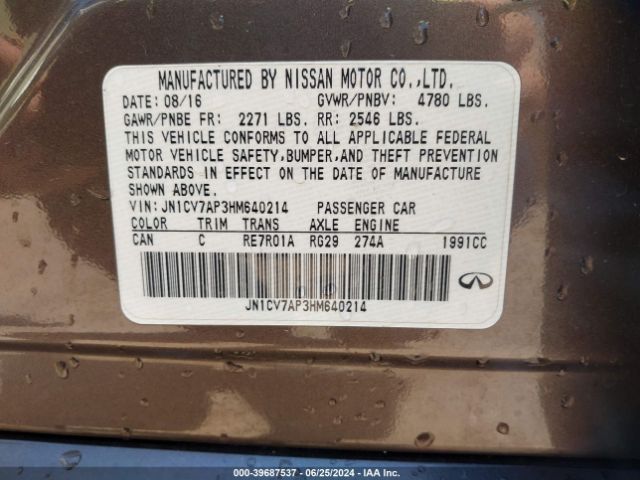 MANUFACTURED BY NISSAN MOTOR CO.,LTD.
DATE: 08/16 GVWR/PNBV: 4780 LBS.
GAWR/PNBE FR: 2271 LBS. RR: 2546 LBS.
THIS VEHICLE CONFORMS TO ALL APPLICABLE FEDERAL
MOTOR VEHICLE SAFETY,BUMPER,AND THEFT PREVENTION
STANDARDS IN EFFECT ON THE DATE OF MANUFACTURE
SHOWN ABOVE.
VIN: JN1CV7AP3HM640214 PASSENGER CAR
COLOR TRIM TRANS AXLE ENGINE
CAN C RE7R01A RG29 274A 1991CC
JN1CV7AP3HM640214
000-39687537 - 06/25/2024 - IAA Inc.